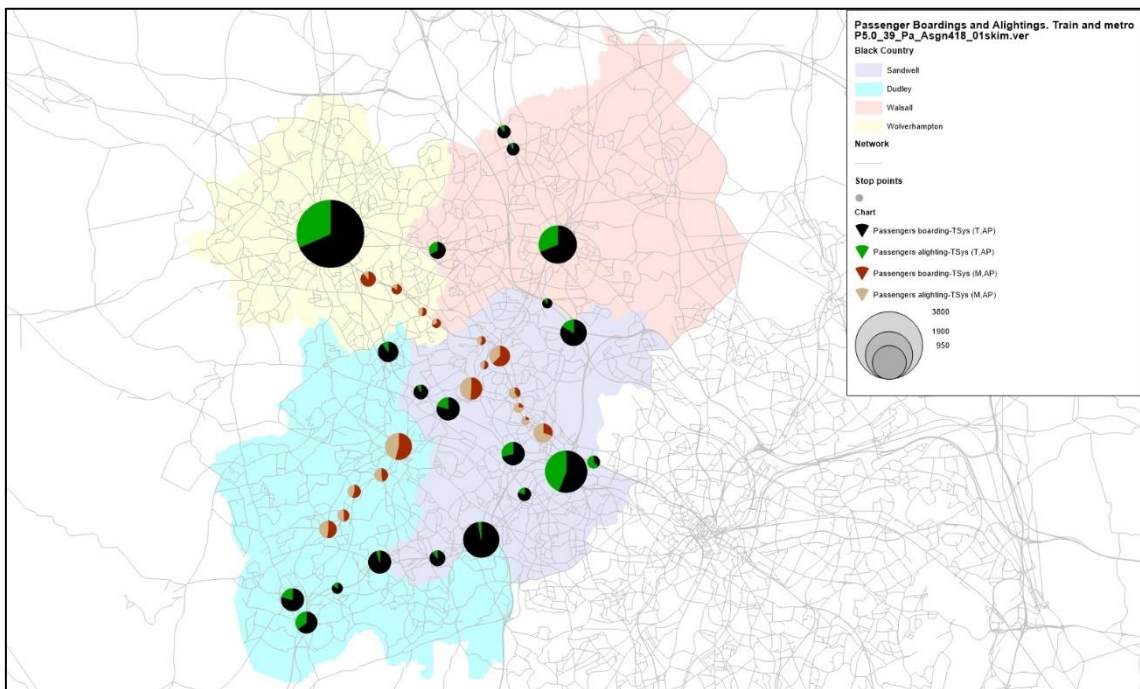 Passenger Boardings and Alightings. Train and metro
P5.0_39_Pa_Asgn418_01skim.ver
Black Country
Sandwell
Dudley
Walsall
Wolverhampton
Network
Stop points
Chart
Passengers boarding-TSys (T,AP)
Passengers alighting-TSys (T,AP)
Passengers boarding-TSys (M,AP)
Passengers alighting-TSys (M,AP)
3800
1900
950